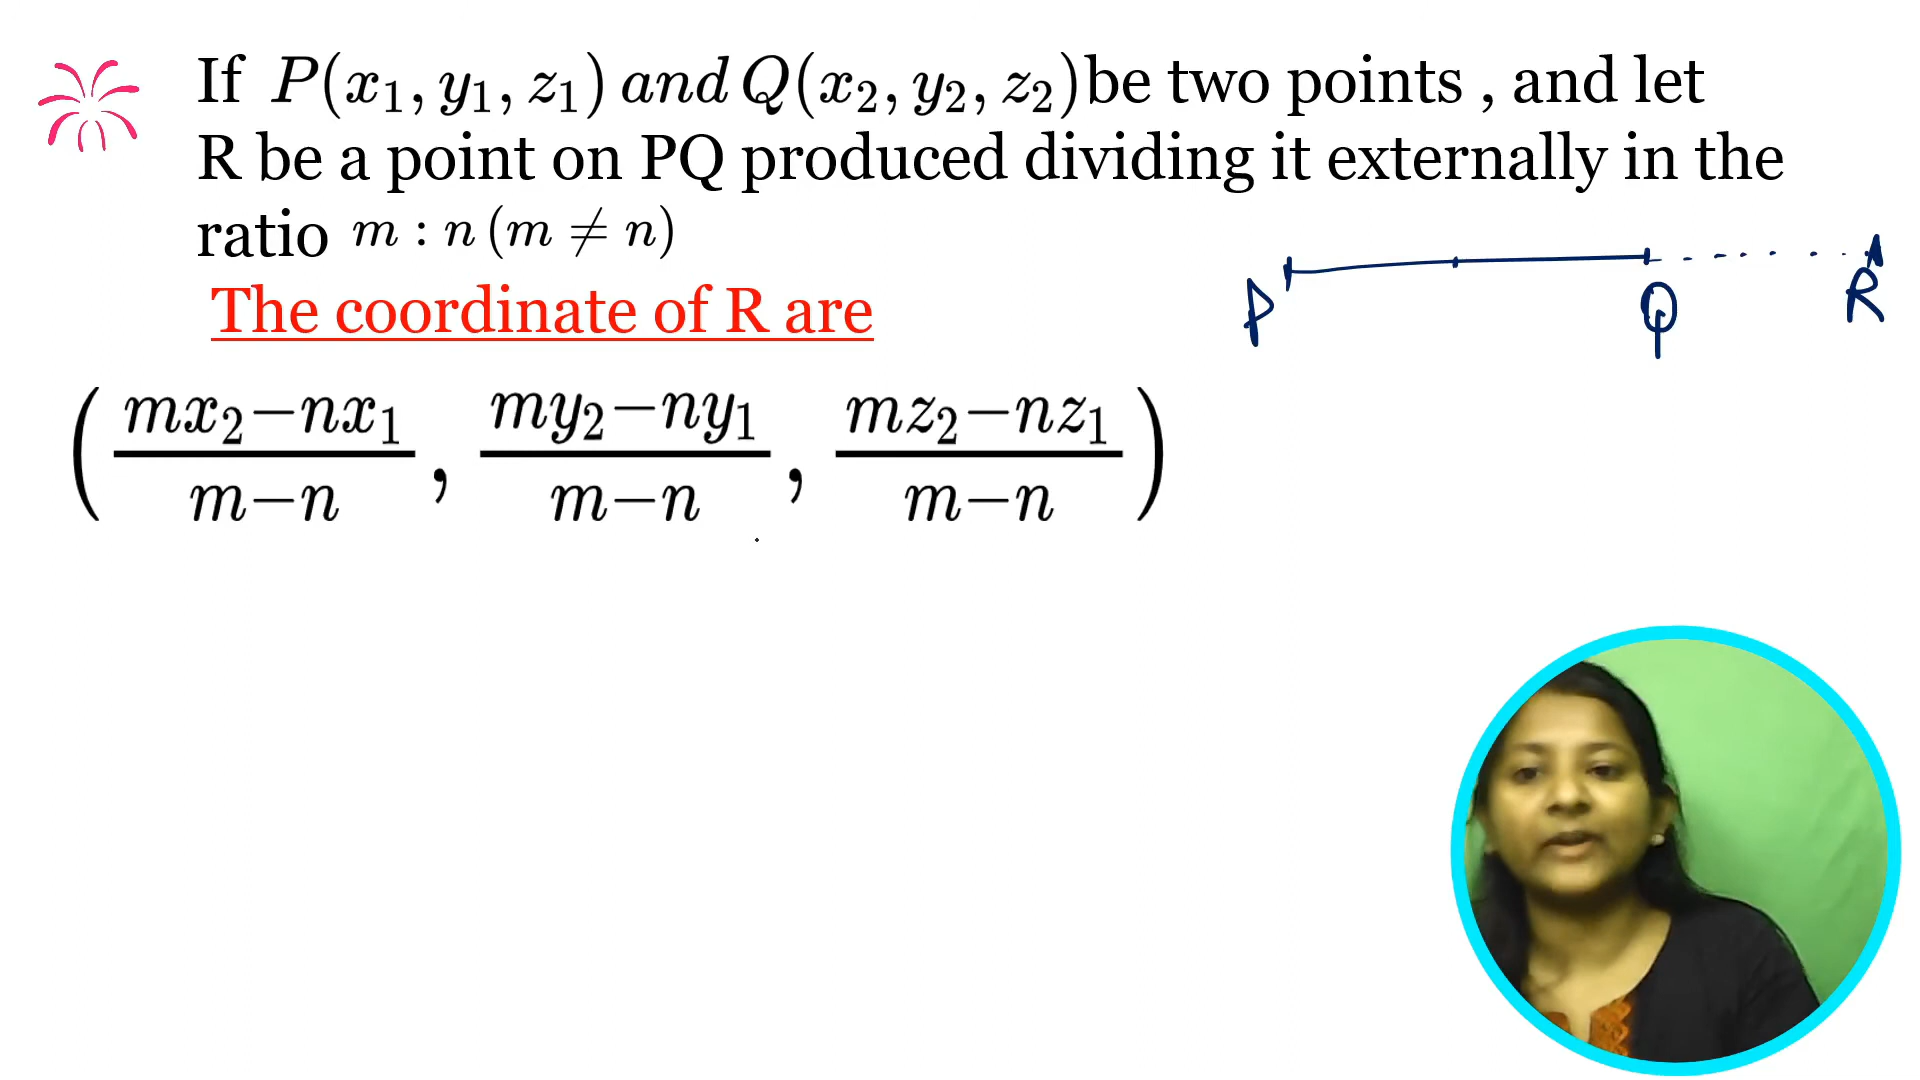 If P(x₁, y₁, z₁) and Q(x₂, y₂, z₂) be two points , and let
R be a point on PQ produced dividing it externally in the
ratio m : n (m ≠ n)
The coordinate of R are
P Q R
((mx₂−nx₁)/(m−n), (my₂−ny₁)/(m−n), (mz₂−nz₁)/(m−n))